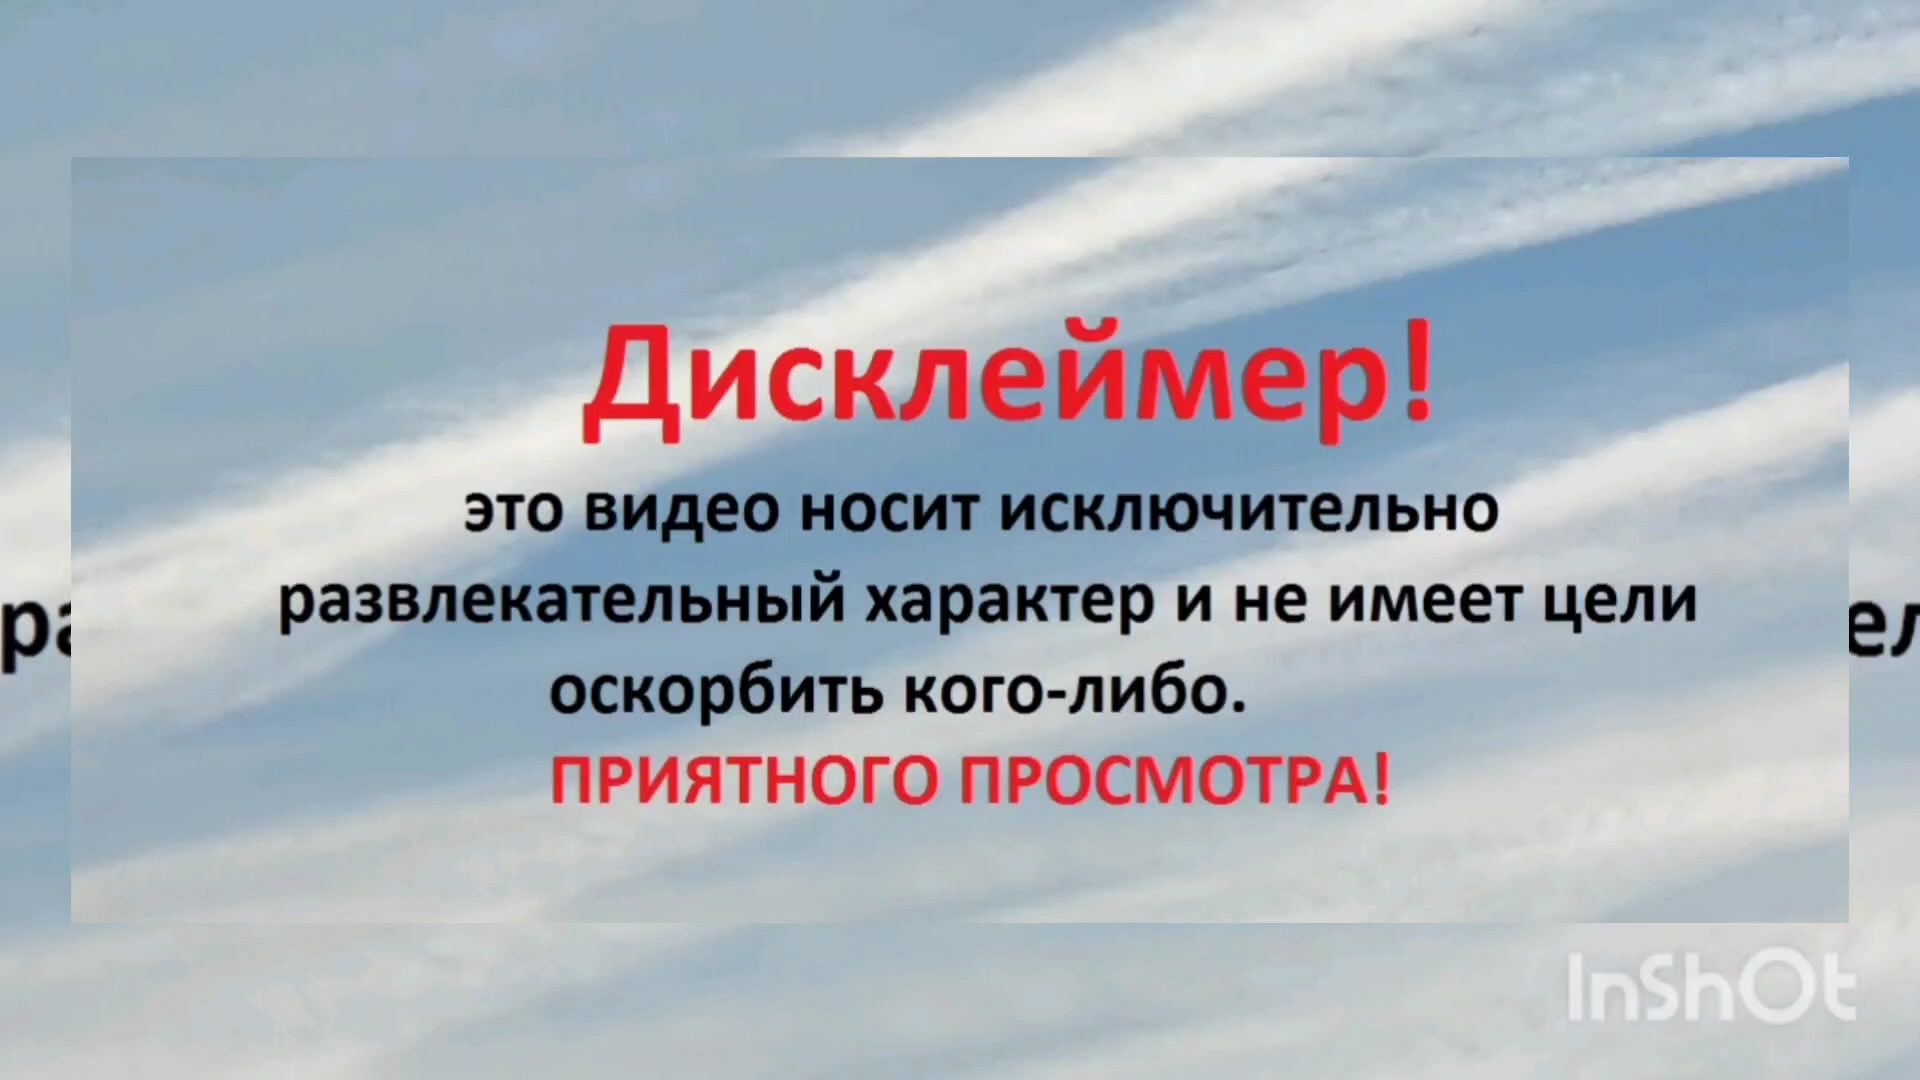 Дисклеймер!
это видео носит исключительно
развлекательный характер и не имеет цели
оскорбить кого-либо.
ПРИЯТНОГО ПРОСМОТРА!
InShOt